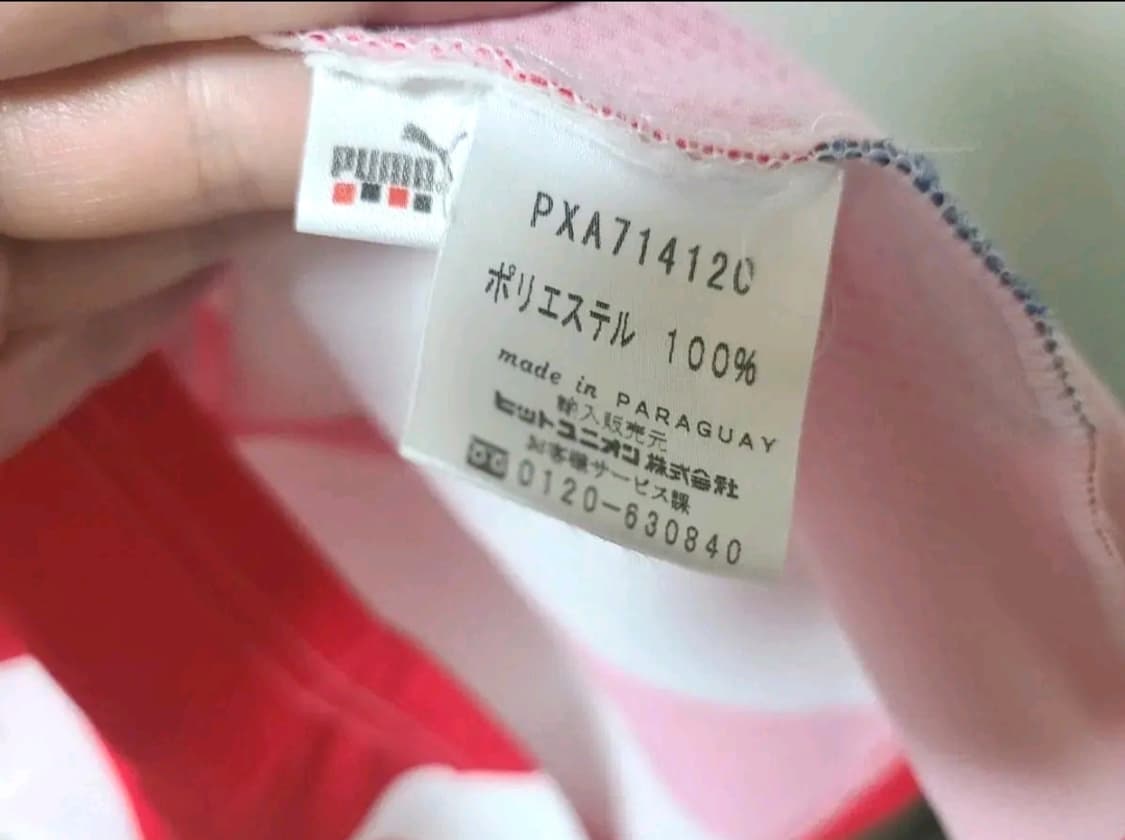 PUMA
PXA714120
ポリエステル 100%
made in PARAGUAY
輸入販売元
ヒットユニオン株式会社
お客様サービス課
0120-630840